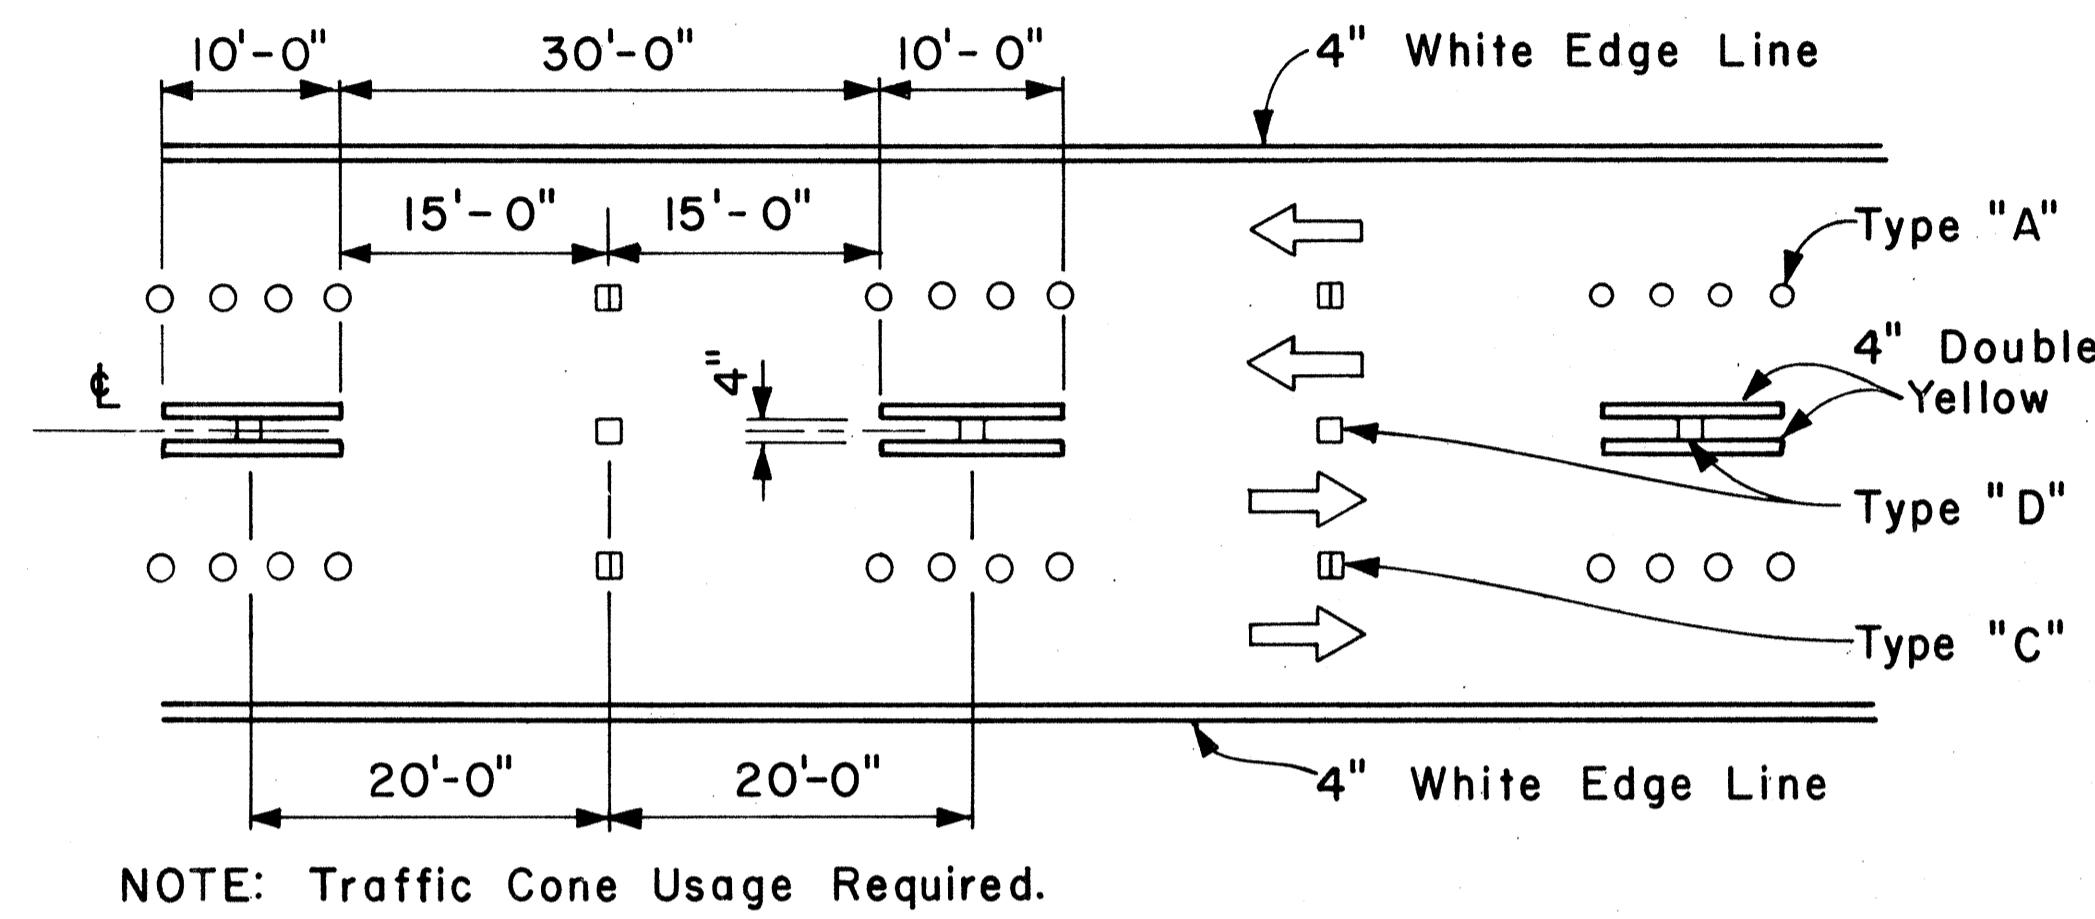 10'-0" 30'-0" 10'-0"
4" White Edge Line
15'-0" 15'-0"
Type "A"
4"
4" Double
Yellow
℄
Type "D"
Type "C"
20'-0" 20'-0"
4" White Edge Line
NOTE: Traffic Cone Usage Required.